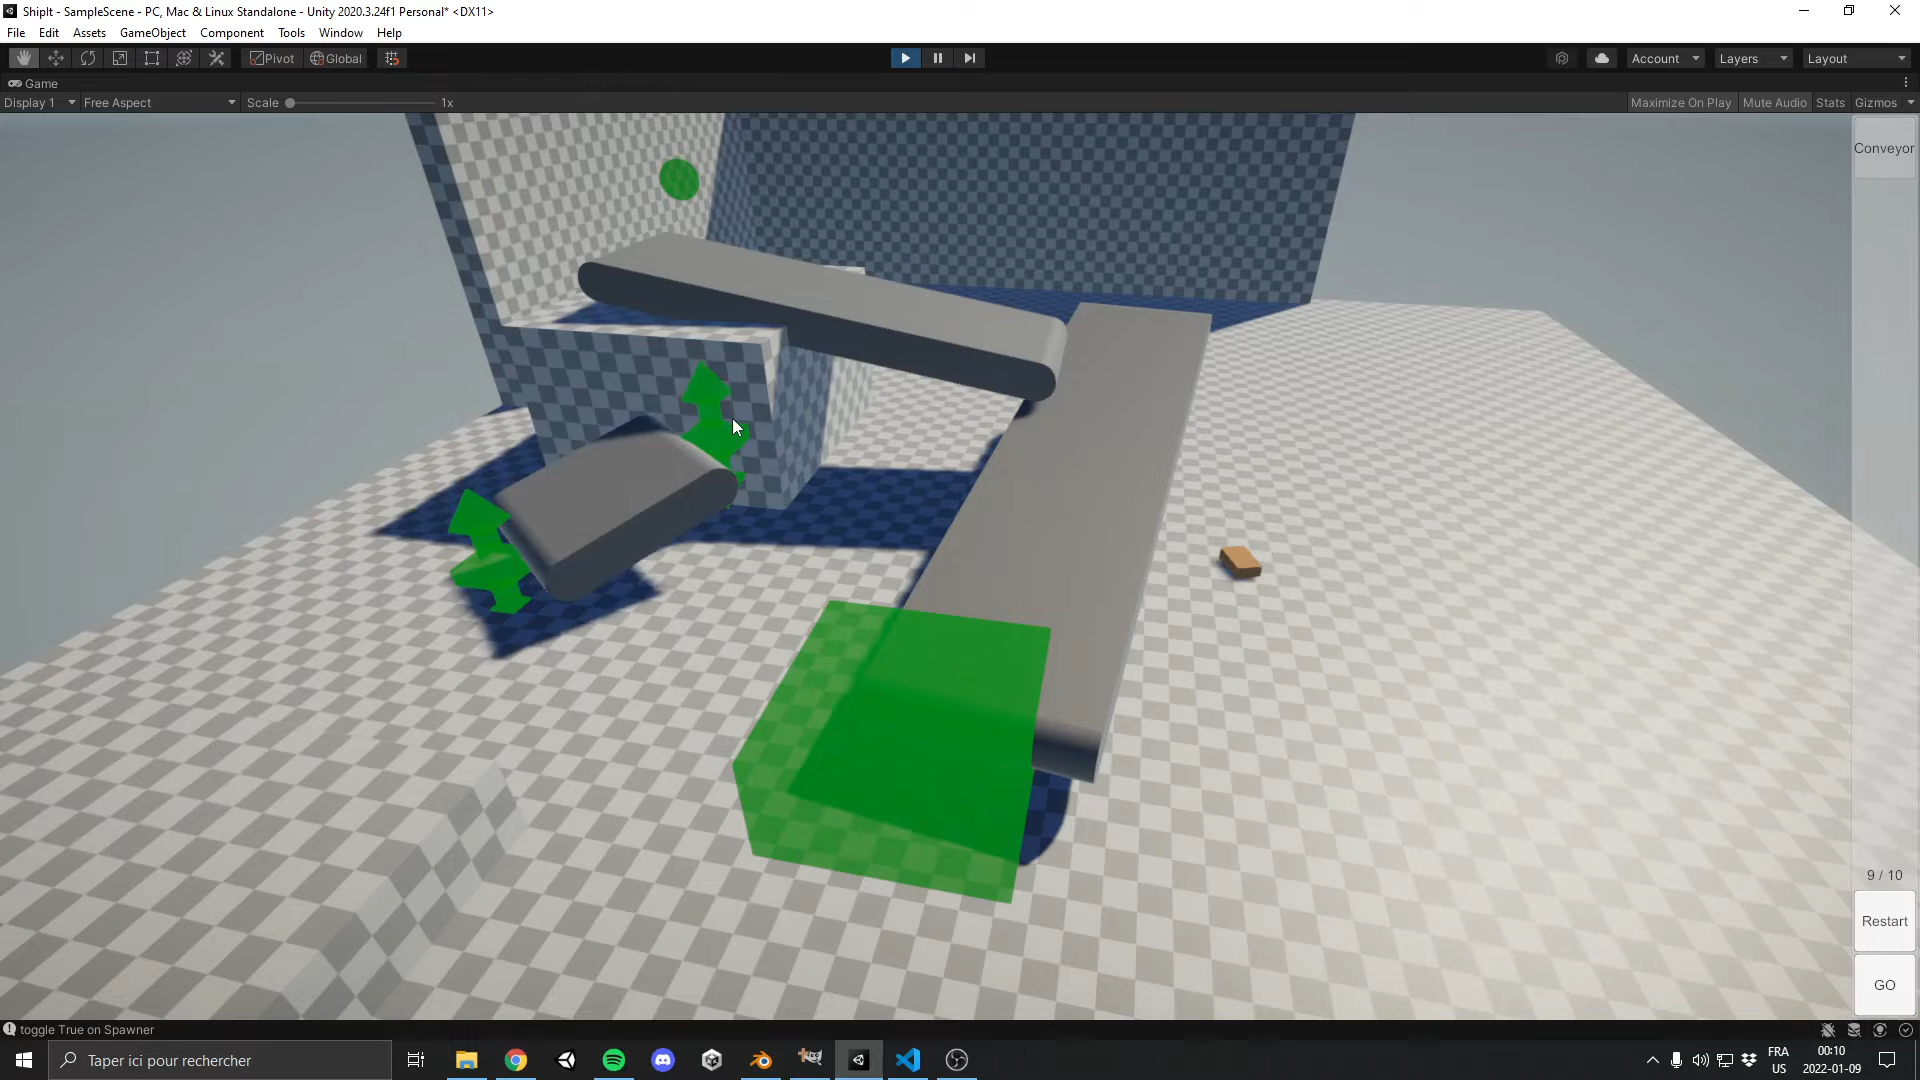 ShipIt - SampleScene - PC, Mac & Linux Standalone - Unity 2020.3.24f1 Personal* <DX11>
File Edit Assets GameObject Component Tools Window Help
Pivot Global Account Layers Layout
Game
Display 1 Free Aspect Scale 1x Maximize On Play Mute Audio Stats Gizmos
Conveyor
9 / 10
Restart
GO
toggle True on Spawner
Taper ici pour rechercher
FRA
US
00:10
2022-01-09